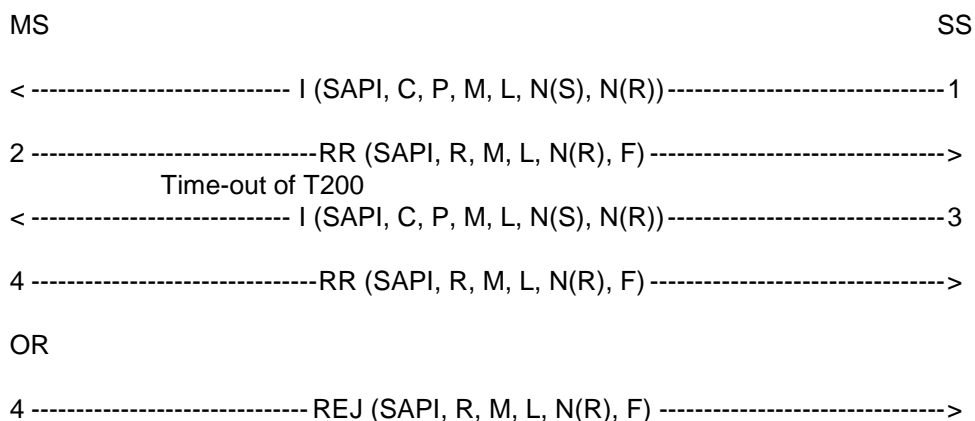 MS SS
< ----------------------------- I (SAPI, C, P, M, L, N(S), N(R))------------------------------- 1
2 --------------------------------RR (SAPI, R, M, L, N(R), F) --------------------------------->
Time-out of T200
< ----------------------------- I (SAPI, C, P, M, L, N(S), N(R))------------------------------- 3
4 --------------------------------RR (SAPI, R, M, L, N(R), F) --------------------------------->
OR
4 ------------------------------- REJ (SAPI, R, M, L, N(R), F) -------------------------------->